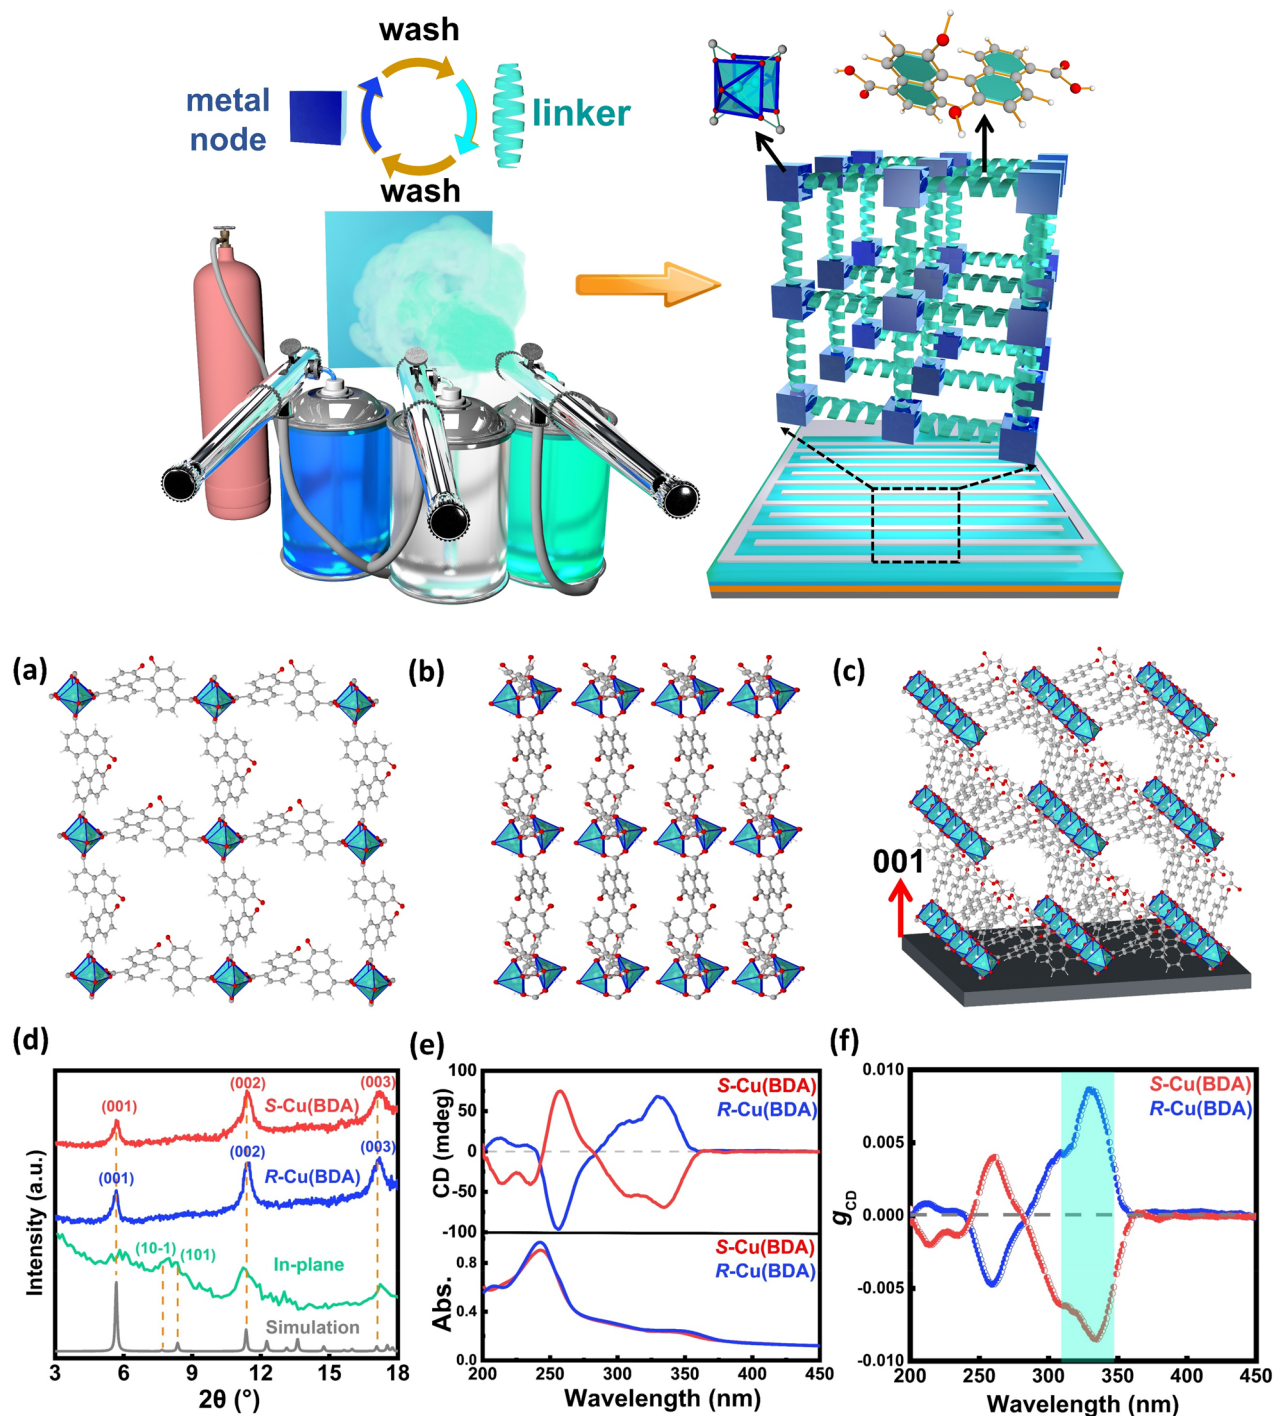 wash
metal
node
linker
wash
(a)
(b)
(c)
001
(d)
(001)
(002)
(003)
S-Cu(BDA)
(001)
(002)
(003)
R-Cu(BDA)
(10-1)
(101)
In-plane
Simulation
Intensity (a.u.)
3 6 9 12 15 18
2θ (°)
(e)
100
50
0
-50
-100
CD (mdeg)
S-Cu(BDA)
R-Cu(BDA)
0.8
0.4
0.0
Abs.
S-Cu(BDA)
R-Cu(BDA)
200 250 300 350 400 450
Wavelength (nm)
(f)
0.010
0.005
0.000
-0.005
-0.010
gCD
S-Cu(BDA)
R-Cu(BDA)
200 250 300 350 400 450
Wavelength (nm)